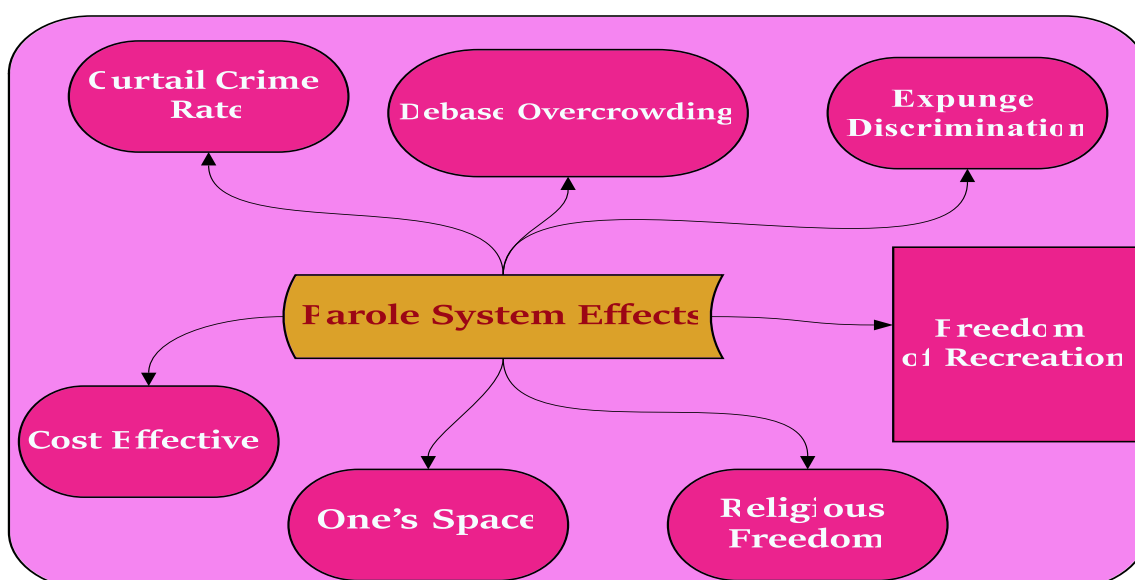 Curtail Crime
Rate
Debase Overcrowding
Expunge
Discrimination
Parole System Effects
Freedom
of Recreation
Cost Effective
One's Space
Religious
Freedom